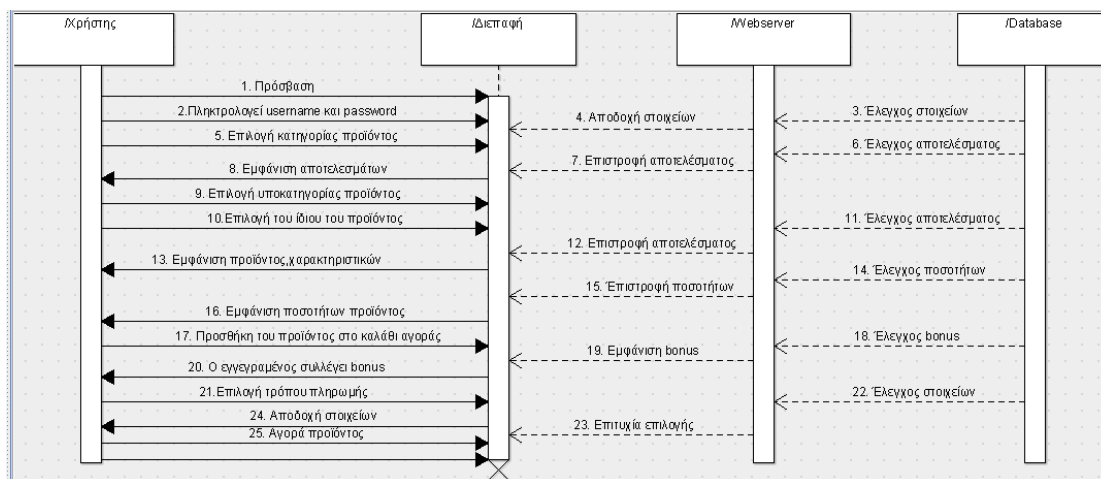 /Χρήστης
/Διεπαφή
/Webserver
/Database
1. Πρόσβαση
2.Πληκτρολογεί username και password
3. Έλεγχος στοιχείων
4. Αποδοχή στοιχείων
5. Επιλογή κατηγορίας προϊόντος
6. Έλεγχος αποτελέσματος
7. Επιστροφή αποτελέσματος
8. Εμφάνιση αποτελεσμάτων
9. Επιλογή υποκατηγορίας προϊόντος
10.Επιλογή του ίδιου του προϊόντος
11. Έλεγχος αποτελέσματος
12. Επιστροφή αποτελέσματος
13. Εμφάνιση προϊόντος,χαρακτηριστικών
14. Έλεγχος ποσοτήτων
15. Έπιστροφή ποσοτήτων
16. Εμφάνιση ποσοτήτων προϊόντος
17. Προσθήκη του προϊόντος στο καλάθι αγοράς
18. Έλεγχος bonus
19. Εμφάνιση bonus
20. Ο εγγεγραμένος συλλέγει bonus
21.Επιλογή τρόπου πληρωμής
22. Έλεγχος στοιχείων
23. Επιτυχία επιλογής
24. Αποδοχή στοιχείων
25. Αγορά προϊόντος